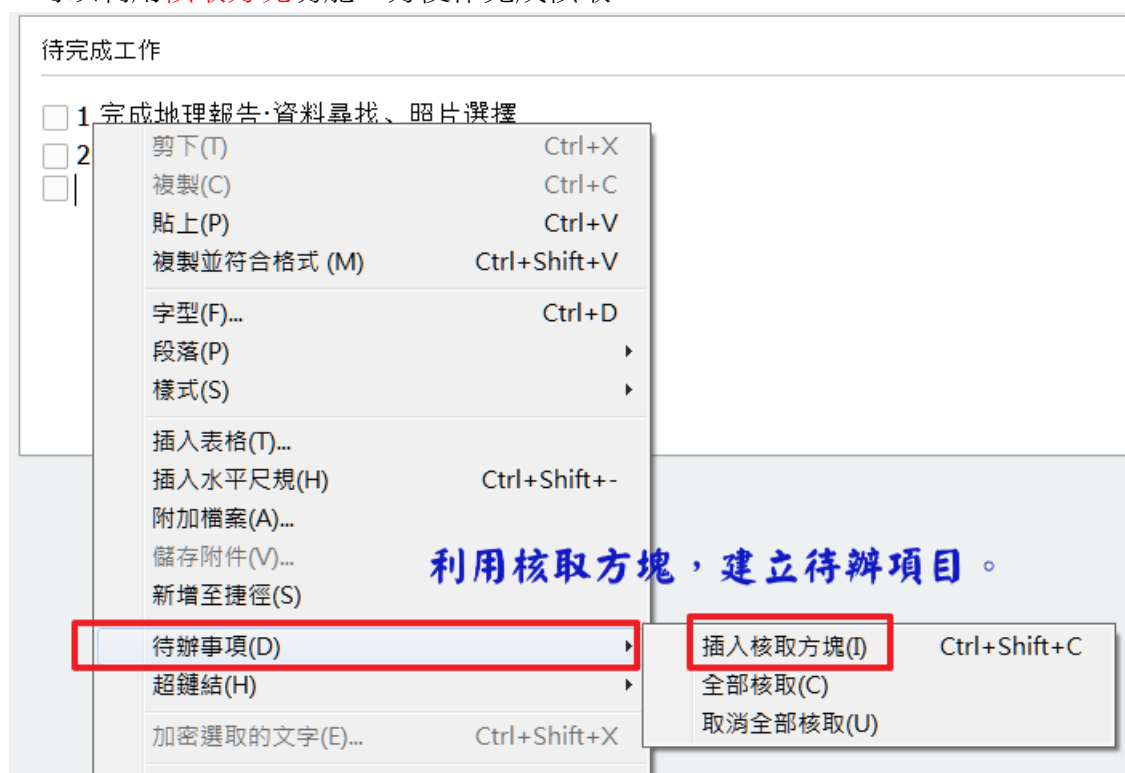 待完成工作
1 完成地理報告·資料尋找、照片選擇
2
剪下(T) Ctrl+X
複製(C) Ctrl+C
貼上(P) Ctrl+V
複製並符合格式 (M) Ctrl+Shift+V
字型(F)... Ctrl+D
段落(P)
樣式(S)
插入表格(T)...
插入水平尺規(H) Ctrl+Shift+-
附加檔案(A)...
儲存附件(V)...
利用核取方塊，建立待辦項目。
新增至捷徑(S)
待辦事項(D)
插入核取方塊(I) Ctrl+Shift+C
超鏈結(H)
全部核取(C)
取消全部核取(U)
加密選取的文字(E)... Ctrl+Shift+X